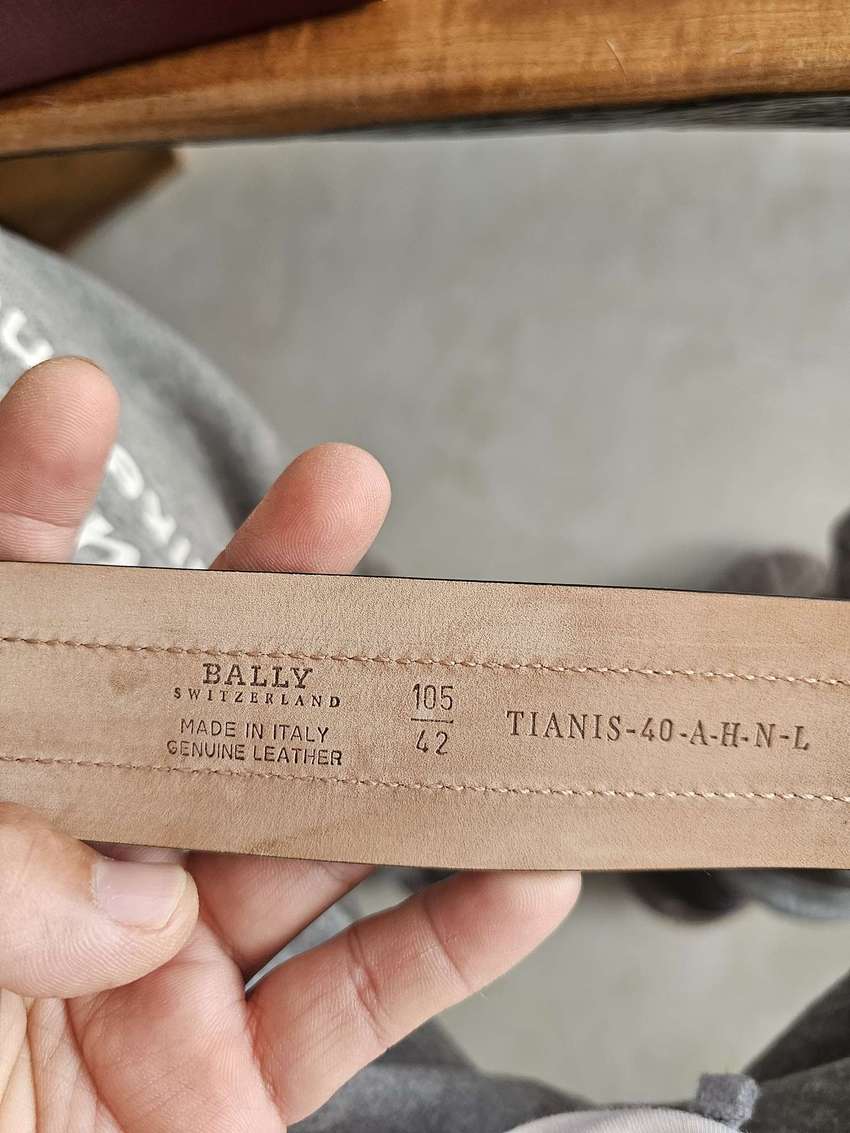 BALLY
SWITZERLAND
MADE IN ITALY
GENUINE LEATHER
105
42
TIANIS-40-A-H-N-L